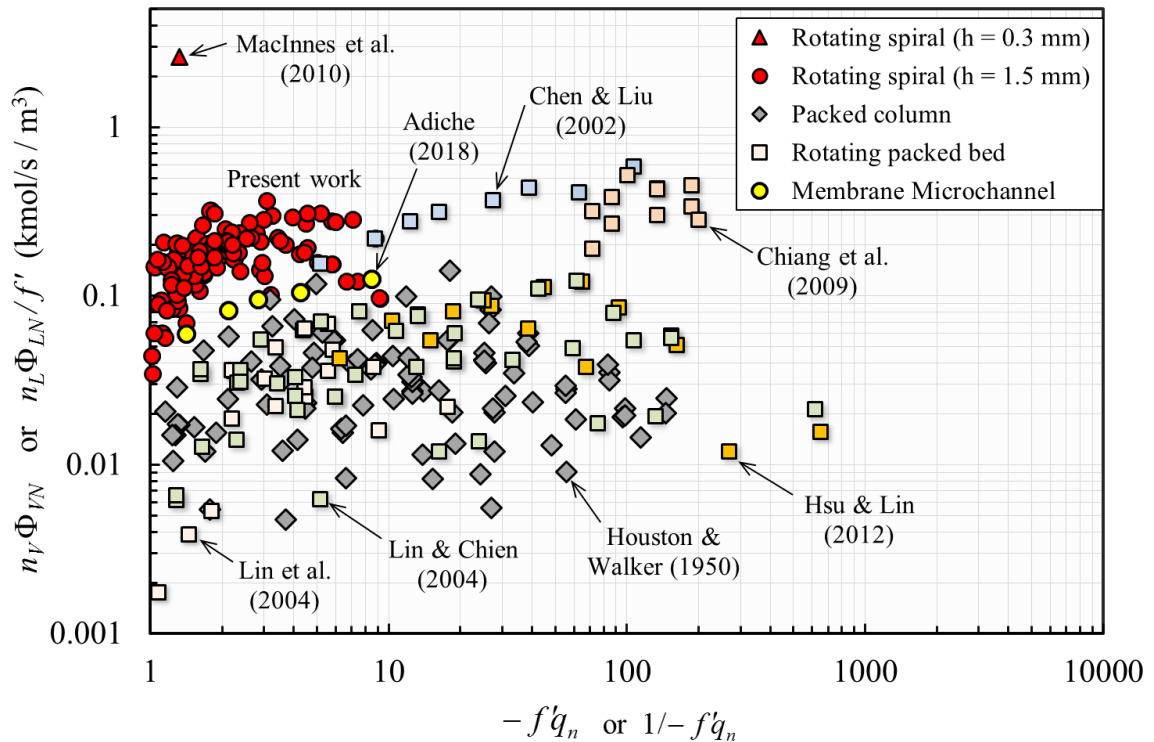 MacInnes et al.
(2010)
Rotating spiral (h = 0.3 mm)
Rotating spiral (h = 1.5 mm)
Packed column
Rotating packed bed
Membrane Microchannel
Chen & Liu
(2002)
Adiche
(2018)
Present work
Chiang et al.
(2009)
Hsu & Lin
(2012)
Houston &
Walker (1950)
Lin & Chien
(2004)
Lin et al.
(2004)
1
0.1
0.01
0.001
1 10 100 1000 10000
n_V Φ_VN or n_L Φ_LN / f′ (kmol/s / m³)
− f′q_n or 1/− f′q_n